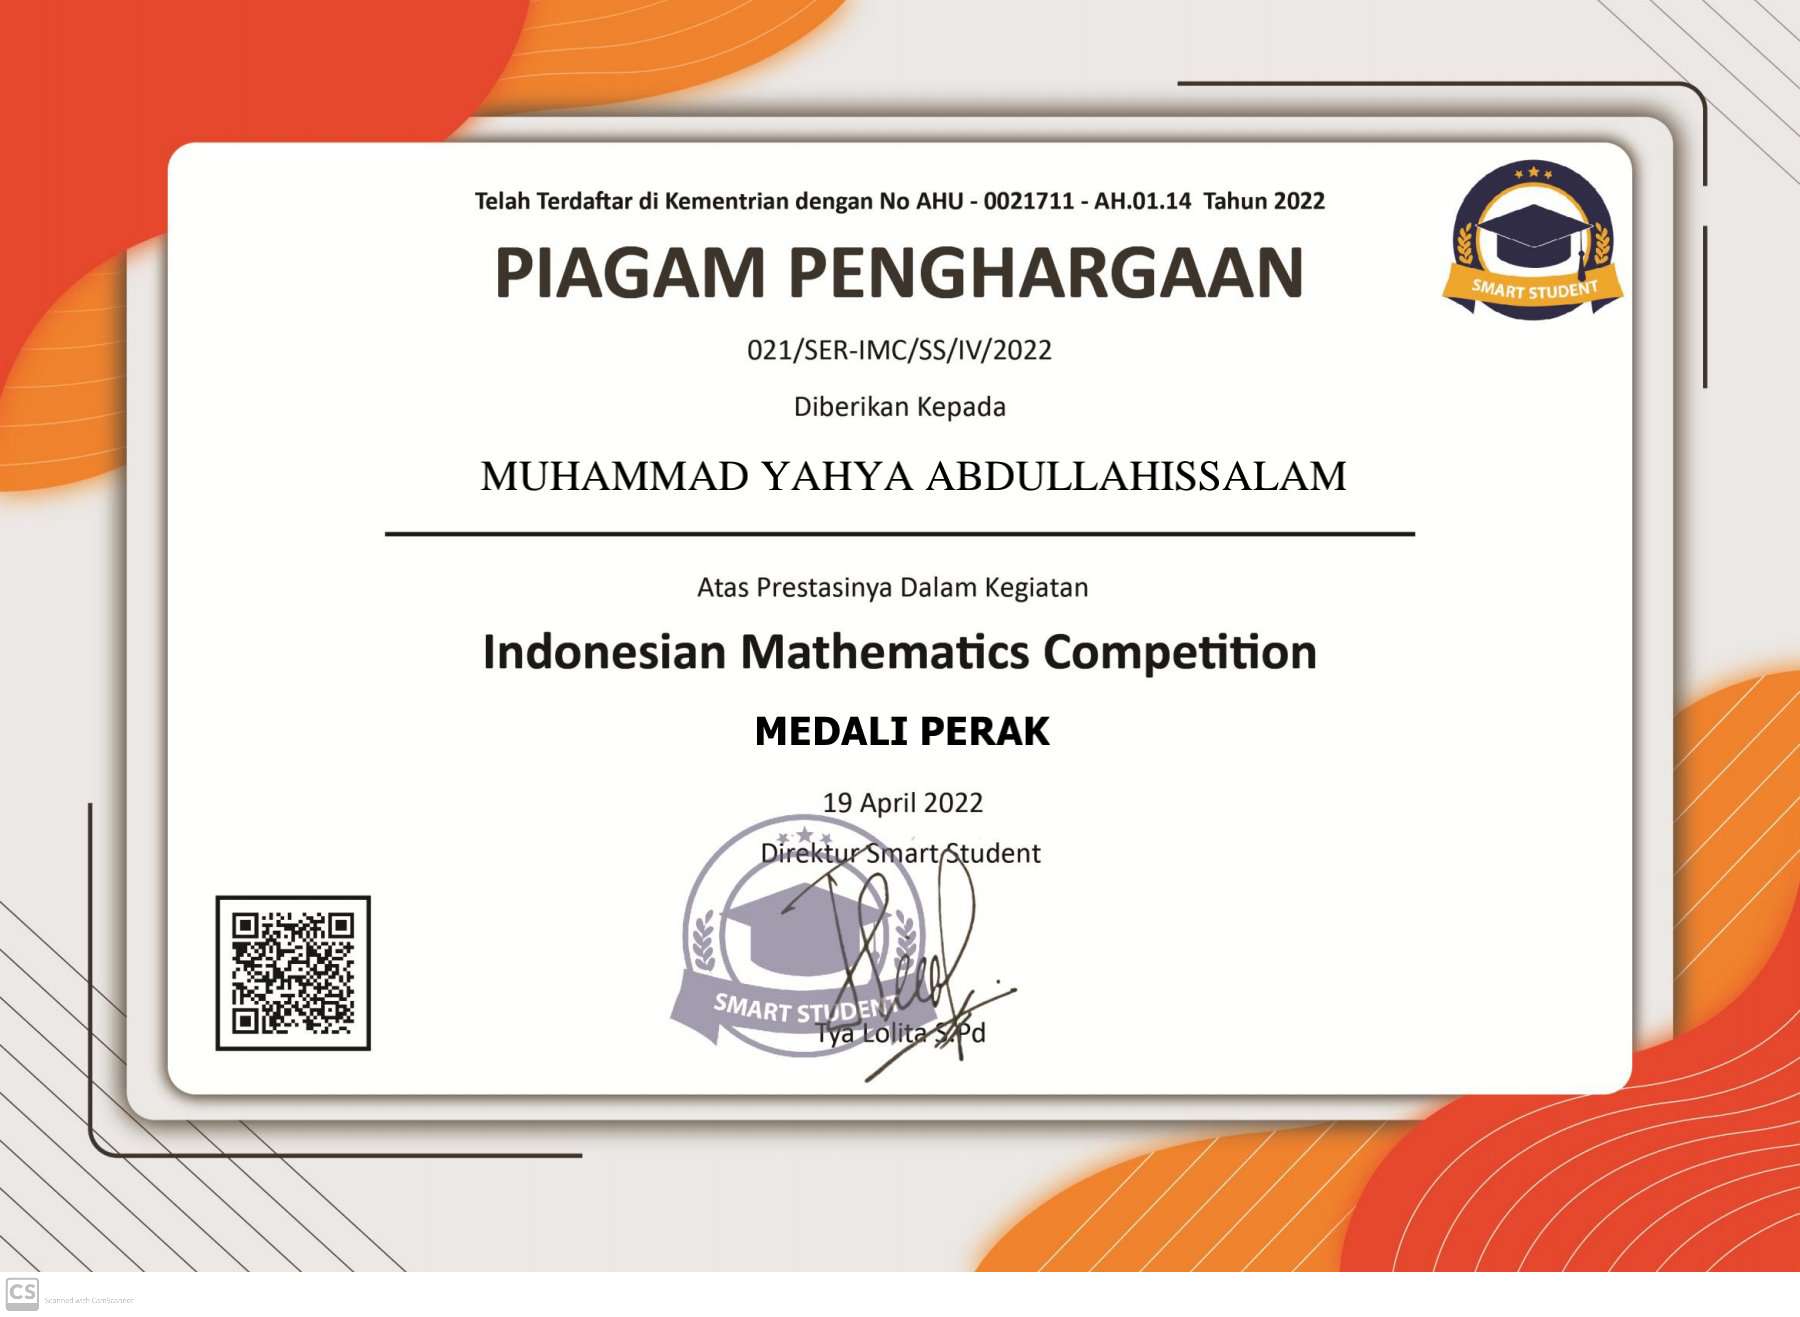 Telah Terdaftar di Kementrian dengan No AHU - 0021711 - AH.01.14 Tahun 2022
PIAGAM PENGHARGAAN
SMART STUDENT
021/SER-IMC/SS/IV/2022
Diberikan Kepada
MUHAMMAD YAHYA ABDULLAHISSALAM
Atas Prestasinya Dalam Kegiatan
Indonesian Mathematics Competition
MEDALI PERAK
19 April 2022
Direktur Smart Student
SMART STUDENT
Tya Lolita S.Pd
CS Scanned with CamScanner